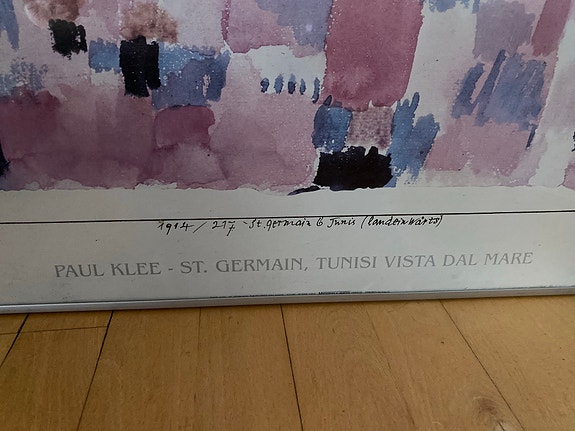 1914 / 217 - St. Germain b Tunis (landeinwärts)
PAUL KLEE - ST. GERMAIN, TUNISI VISTA DAL MARE